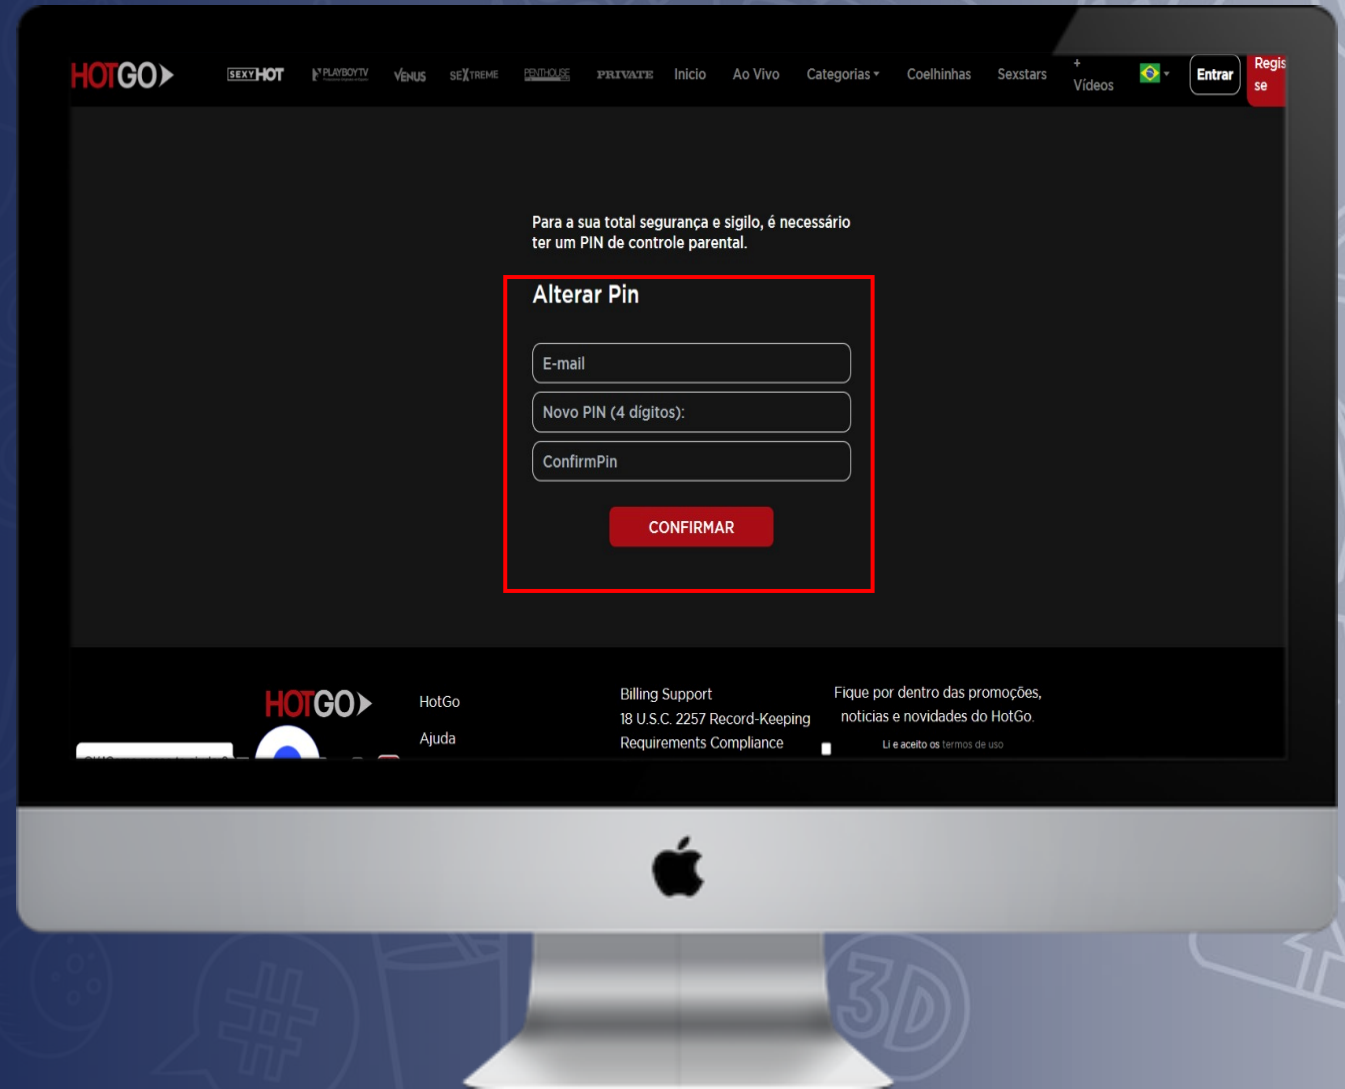 HOTGO
SEXYHOT
PLAYBOYTV
VENUS
SEXTREME
PENTHOUSE
PRIVATE
Inicio
Ao Vivo
Categorias
Coelhinhas
Sexstars
+
Vídeos
Entrar
Regis
se
Para a sua total segurança e sigilo, é necessário
ter um PIN de controle parental.
Alterar Pin
E-mail
Novo PIN (4 dígitos):
ConfirmPin
CONFIRMAR
HOTGO
HotGo
Ajuda
Billing Support
18 U.S.C. 2257 Record-Keeping
Requirements Compliance
Fique por dentro das promoções,
noticias e novidades do HotGo.
Li e aceito os termos de uso
#
3D